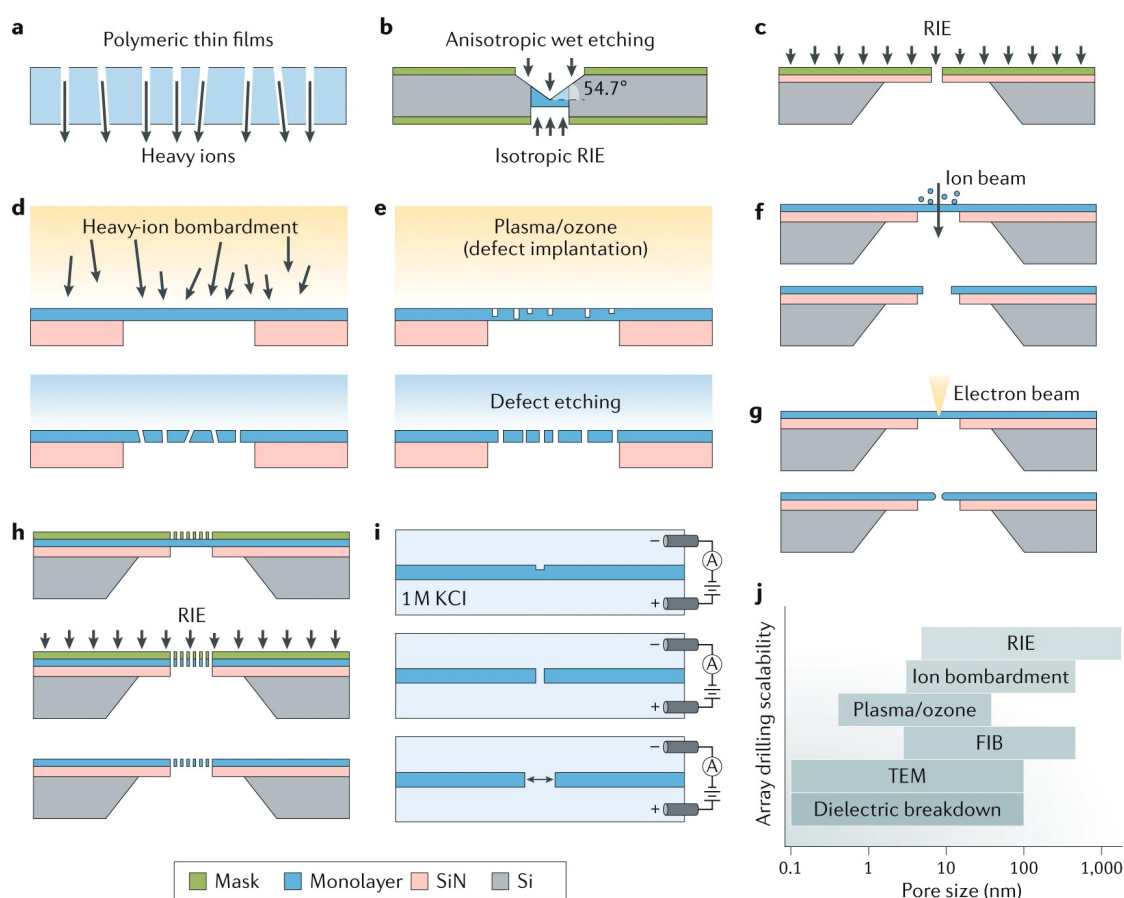 a
Polymeric thin films
Heavy ions
b
Anisotropic wet etching
54.7°
Isotropic RIE
c
RIE
d
Heavy-ion bombardment
e
Plasma/ozone
(defect implantation)
Defect etching
f
Ion beam
g
Electron beam
h
RIE
i
− A +
1 M KCl
− A +
− A +
j
Array drilling scalability
RIE
Ion bombardment
Plasma/ozone
FIB
TEM
Dielectric breakdown
0.1 1 10 100 1,000
Pore size (nm)
Mask Monolayer SiN Si